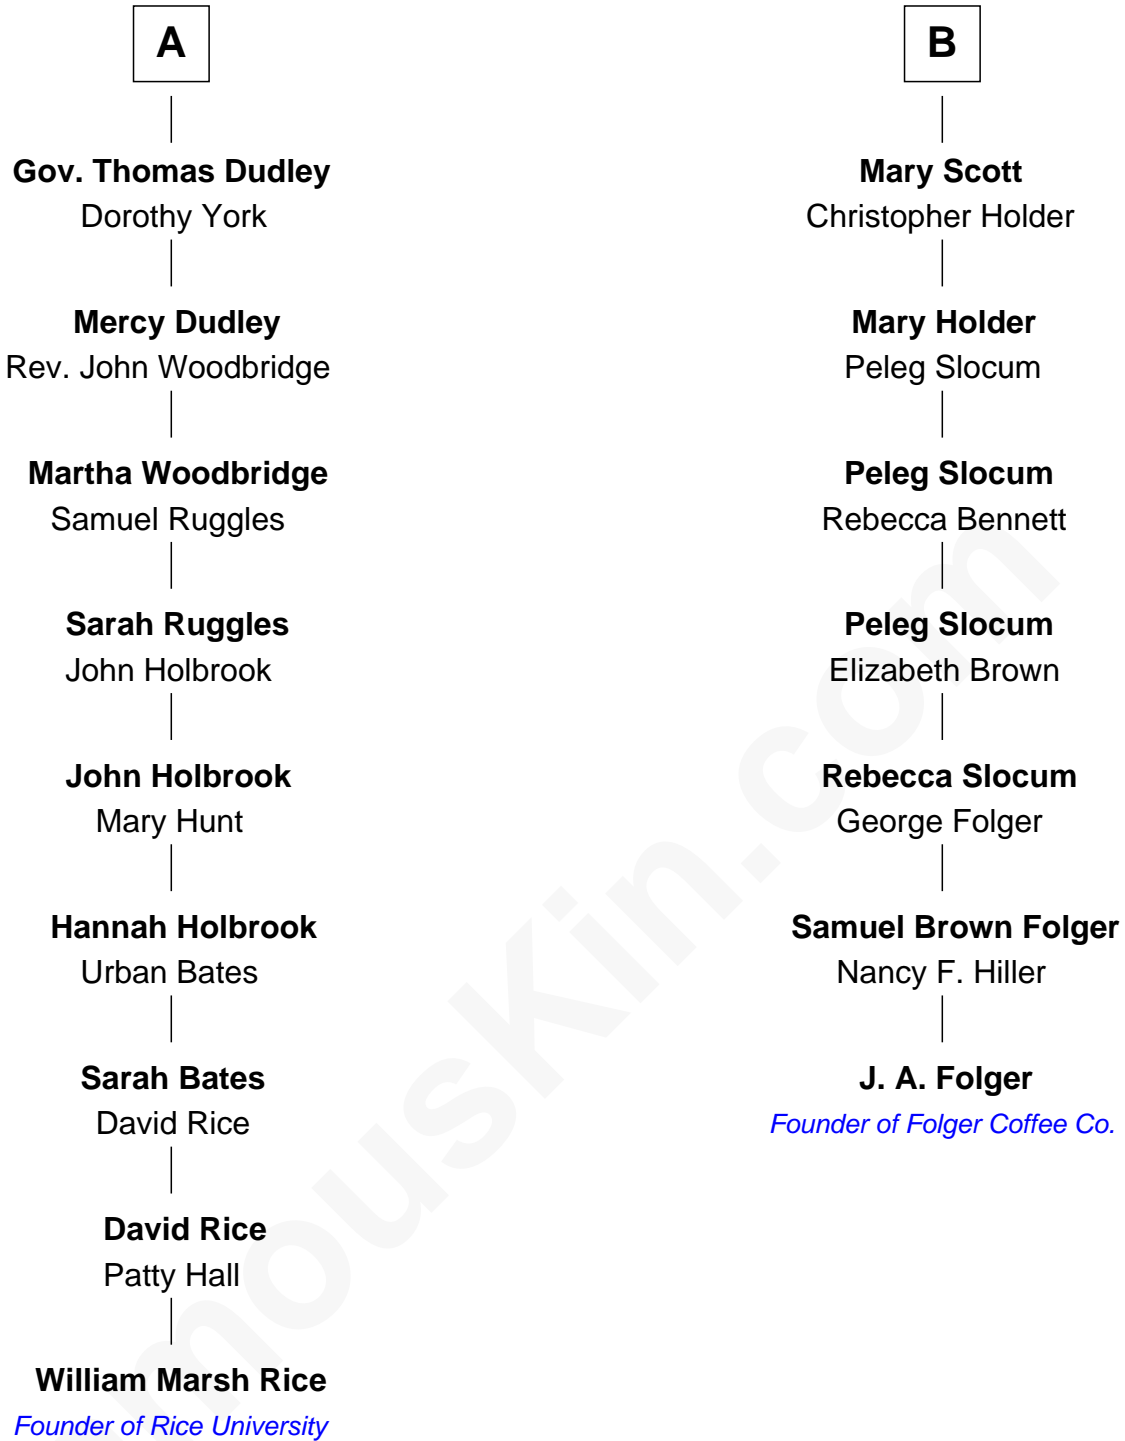 A
Gov. Thomas Dudley
Dorothy York
Mercy Dudley
Rev. John Woodbridge
Martha Woodbridge
Samuel Ruggles
Sarah Ruggles
John Holbrook
John Holbrook
Mary Hunt
Hannah Holbrook
Urban Bates
Sarah Bates
David Rice
David Rice
Patty Hall
William Marsh Rice
Founder of Rice University
B
Mary Scott
Christopher Holder
Mary Holder
Peleg Slocum
Peleg Slocum
Rebecca Bennett
Peleg Slocum
Elizabeth Brown
Rebecca Slocum
George Folger
Samuel Brown Folger
Nancy F. Hiller
J. A. Folger
Founder of Folger Coffee Co.
mousKin.com